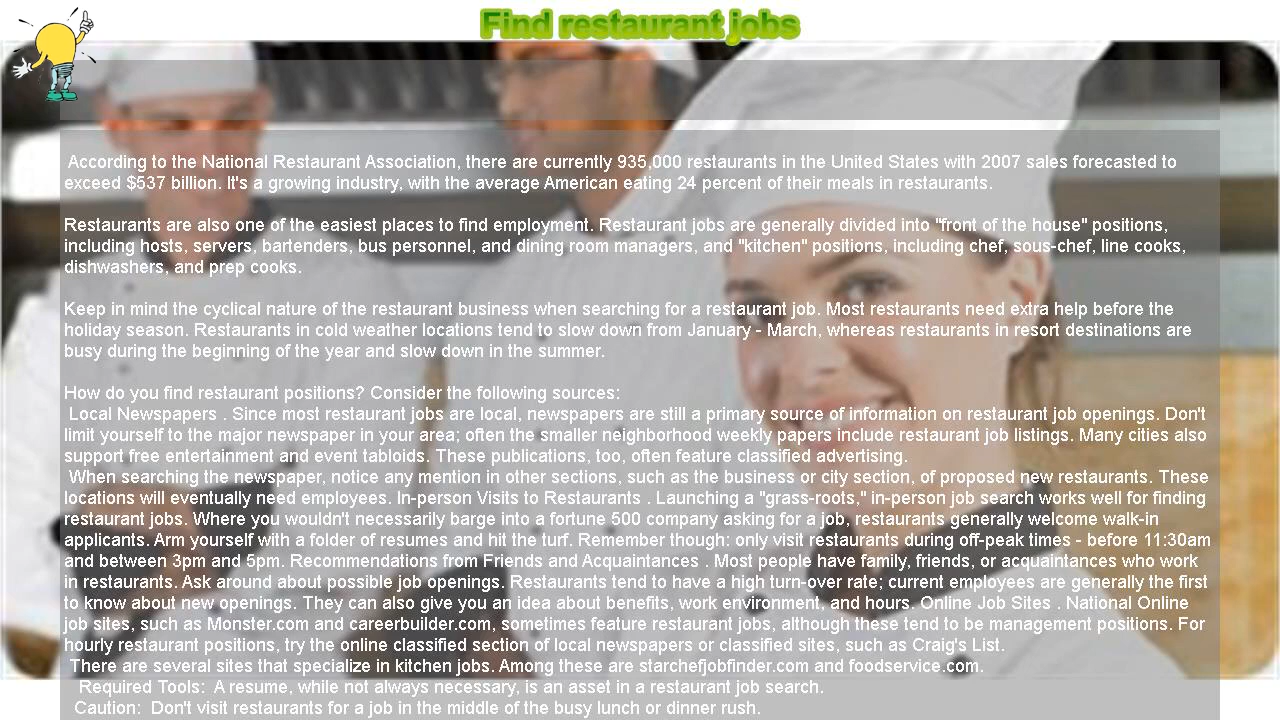 Find restaurant jobs
According to the National Restaurant Association, there are currently 935,000 restaurants in the United States with 2007 sales forecasted to
exceed $537 billion. It's a growing industry, with the average American eating 24 percent of their meals in restaurants.
Restaurants are also one of the easiest places to find employment. Restaurant jobs are generally divided into "front of the house" positions,
including hosts, servers, bartenders, bus personnel, and dining room managers, and "kitchen" positions, including chef, sous-chef, line cooks,
dishwashers, and prep cooks.
Keep in mind the cyclical nature of the restaurant business when searching for a restaurant job. Most restaurants need extra help before the
holiday season. Restaurants in cold weather locations tend to slow down from January - March, whereas restaurants in resort destinations are
busy during the beginning of the year and slow down in the summer.
How do you find restaurant positions? Consider the following sources:
Local Newspapers . Since most restaurant jobs are local, newspapers are still a primary source of information on restaurant job openings. Don't
limit yourself to the major newspaper in your area; often the smaller neighborhood weekly papers include restaurant job listings. Many cities also
support free entertainment and event tabloids. These publications, too, often feature classified advertising.
When searching the newspaper, notice any mention in other sections, such as the business or city section, of proposed new restaurants. These
locations will eventually need employees. In-person Visits to Restaurants . Launching a "grass-roots," in-person job search works well for finding
restaurant jobs. Where you wouldn't necessarily barge into a fortune 500 company asking for a job, restaurants generally welcome walk-in
applicants. Arm yourself with a folder of resumes and hit the turf. Remember though: only visit restaurants during off-peak times - before 11:30am
and between 3pm and 5pm. Recommendations from Friends and Acquaintances . Most people have family, friends, or acquaintances who work
in restaurants. Ask around about possible job openings. Restaurants tend to have a high turn-over rate; current employees are generally the first
to know about new openings. They can also give you an idea about benefits, work environment, and hours. Online Job Sites . National Online
job sites, such as Monster.com and careerbuilder.com, sometimes feature restaurant jobs, although these tend to be management positions. For
hourly restaurant positions, try the online classified section of local newspapers or classified sites, such as Craig's List.
There are several sites that specialize in kitchen jobs. Among these are starchefjobfinder.com and foodservice.com.
Required Tools:  A resume, while not always necessary, is an asset in a restaurant job search.
Caution:  Don't visit restaurants for a job in the middle of the busy lunch or dinner rush.